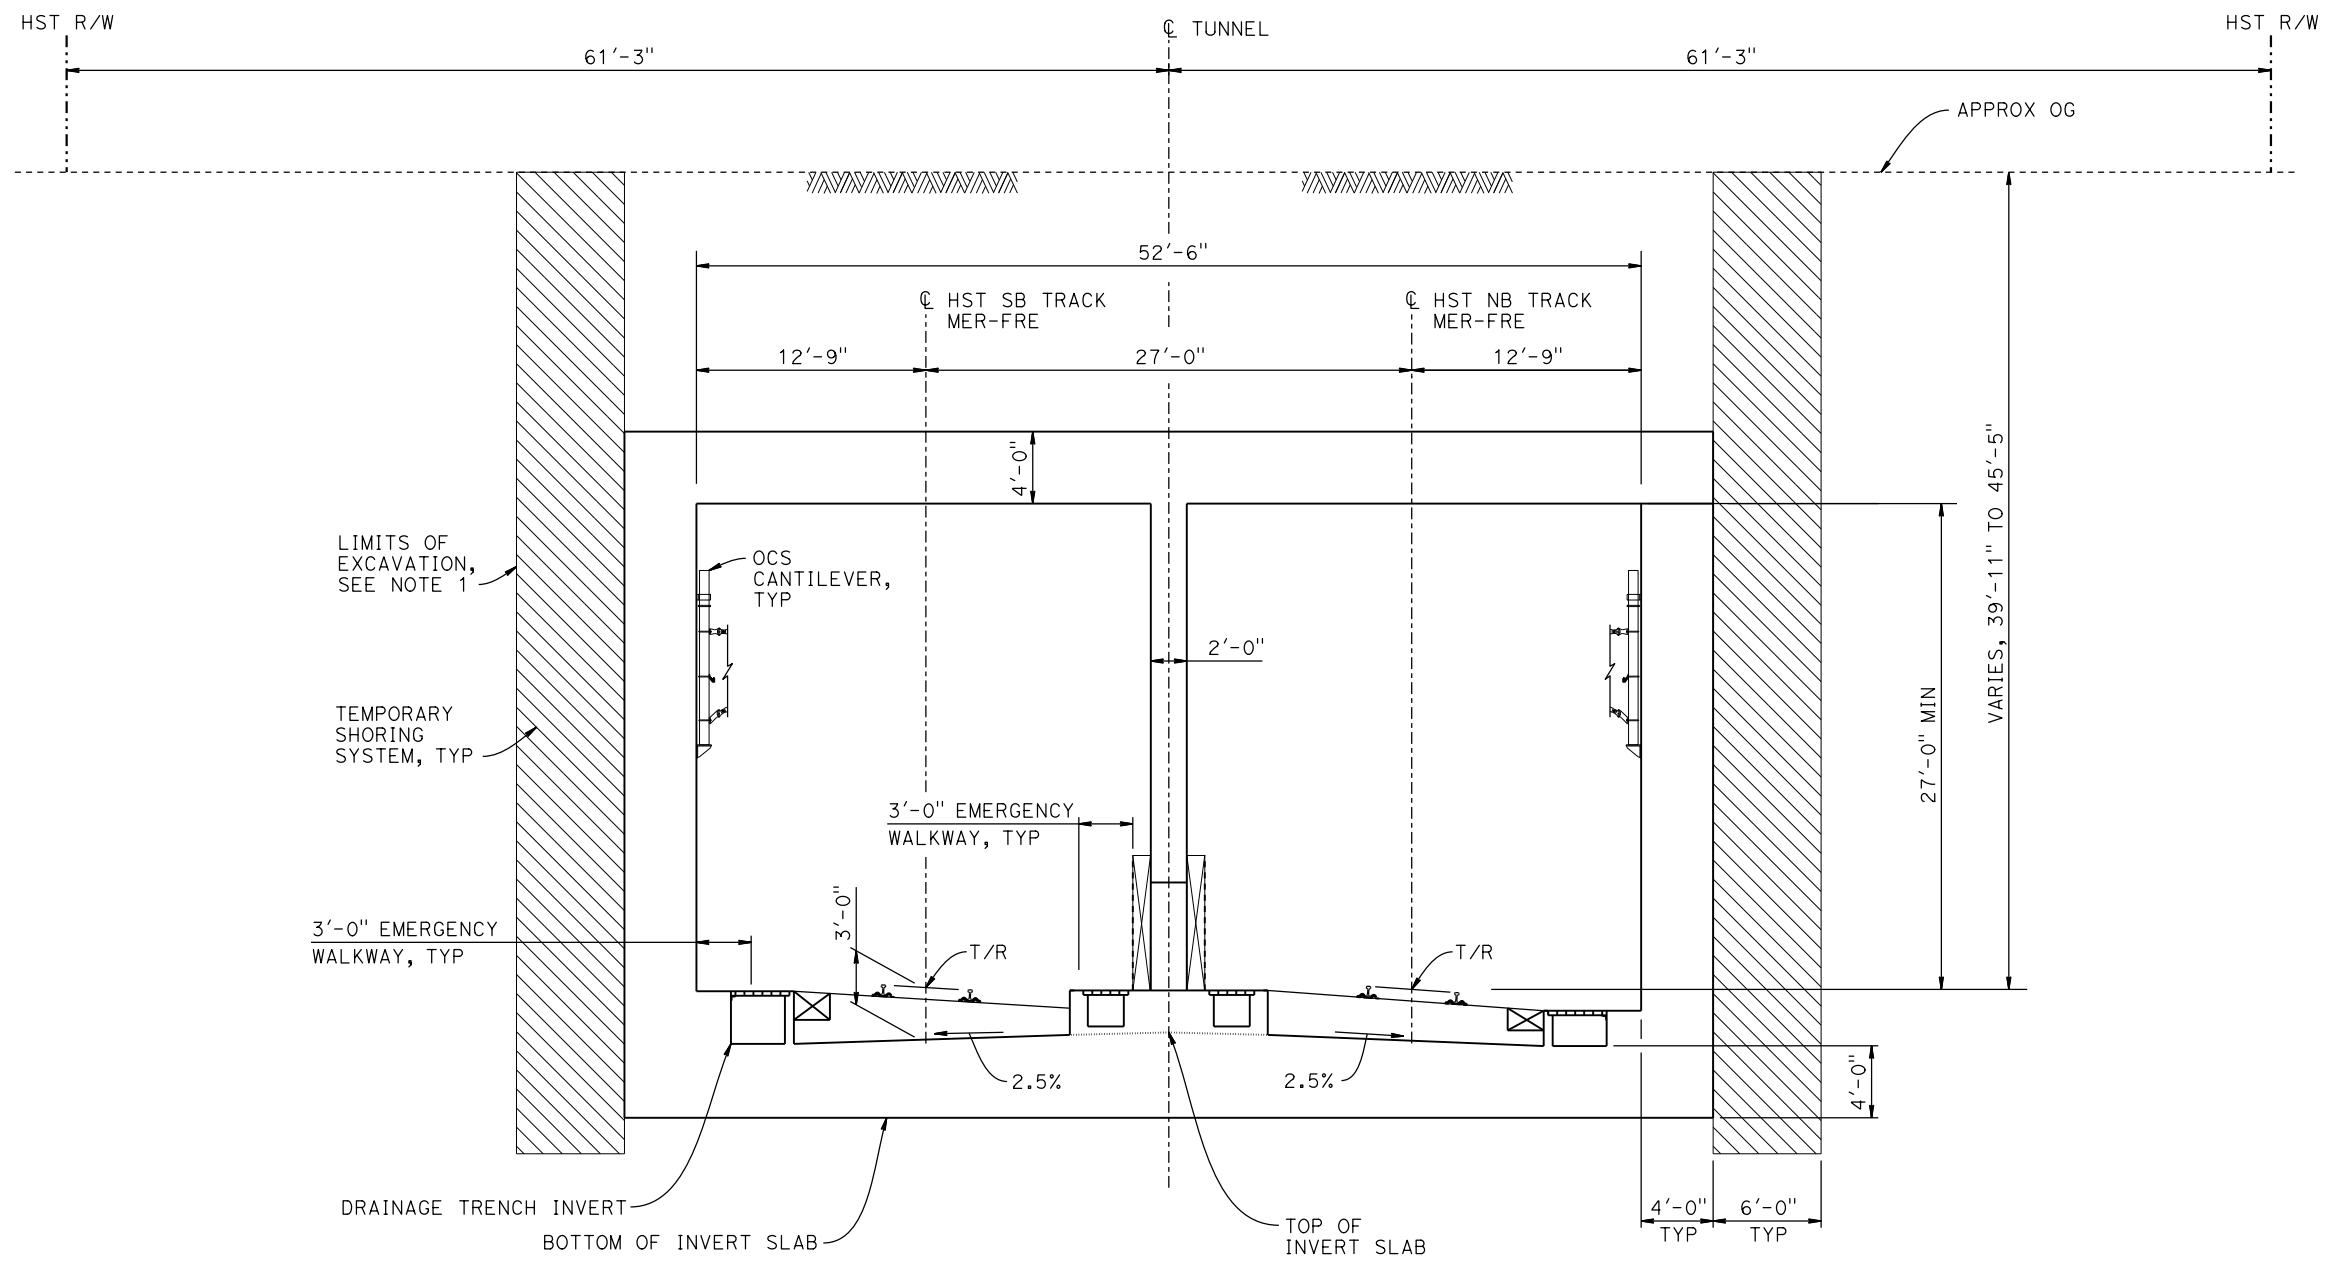 HST R/W
℄ TUNNEL
HST R/W
61'-3"
61'-3"
APPROX OG
52'-6"
℄ HST SB TRACK
MER-FRE
℄ HST NB TRACK
MER-FRE
12'-9"
27'-0"
12'-9"
4'-0"
VARIES, 39'-11" TO 45'-5"
LIMITS OF
EXCAVATION,
SEE NOTE 1
OCS
CANTILEVER,
TYP
2'-0"
27'-0" MIN
TEMPORARY
SHORING
SYSTEM, TYP
3'-0" EMERGENCY
WALKWAY, TYP
3'-0"
3'-0" EMERGENCY
WALKWAY, TYP
T/R
T/R
2.5%
2.5%
4'-0"
DRAINAGE TRENCH INVERT
BOTTOM OF INVERT SLAB
TOP OF
INVERT SLAB
4'-0"
TYP
6'-0"
TYP